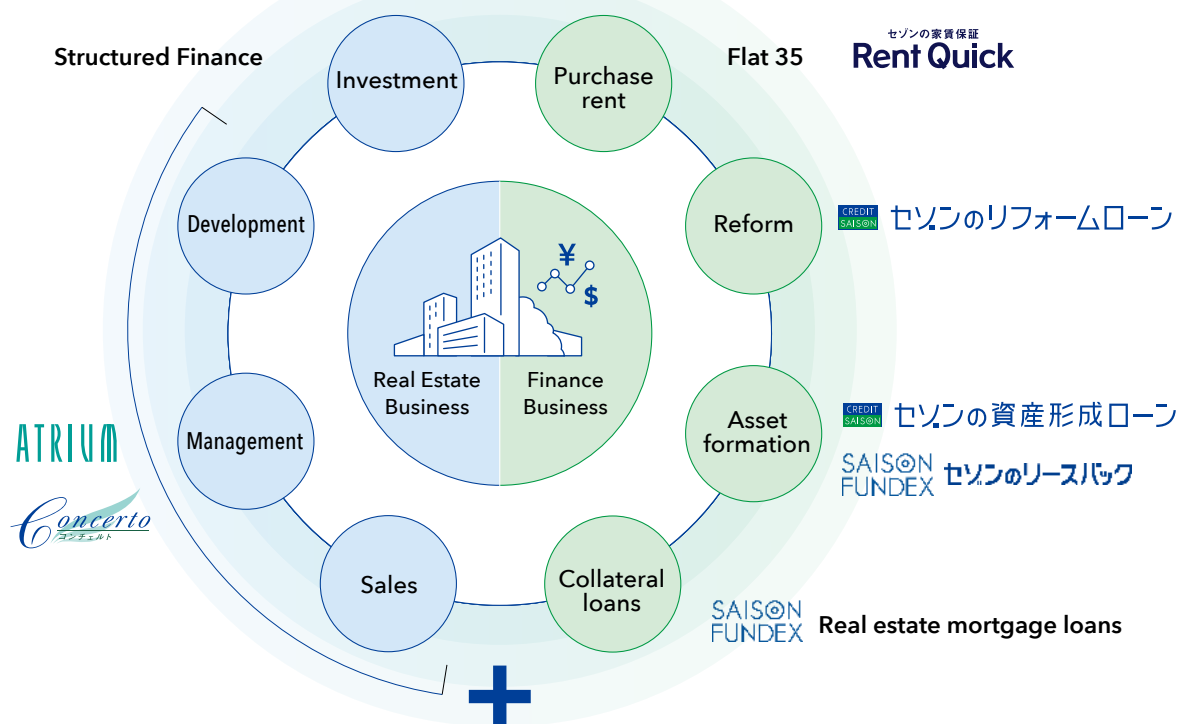 Structured Finance
Investment
Purchase
rent
Flat 35
セゾンの家賃保証
Rent Quick
Development
Reform
CREDIT
SAISON
セゾンのリフォームローン
¥
$
Real Estate
Business
Finance
Business
Management
Asset
formation
CREDIT
SAISON
セゾンの資産形成ローン
SAISON
FUNDEX
セゾンのリースバック
ATRIUM
Concerto
コンチェルト
Sales
Collateral
loans
SAISON
FUNDEX
Real estate mortgage loans